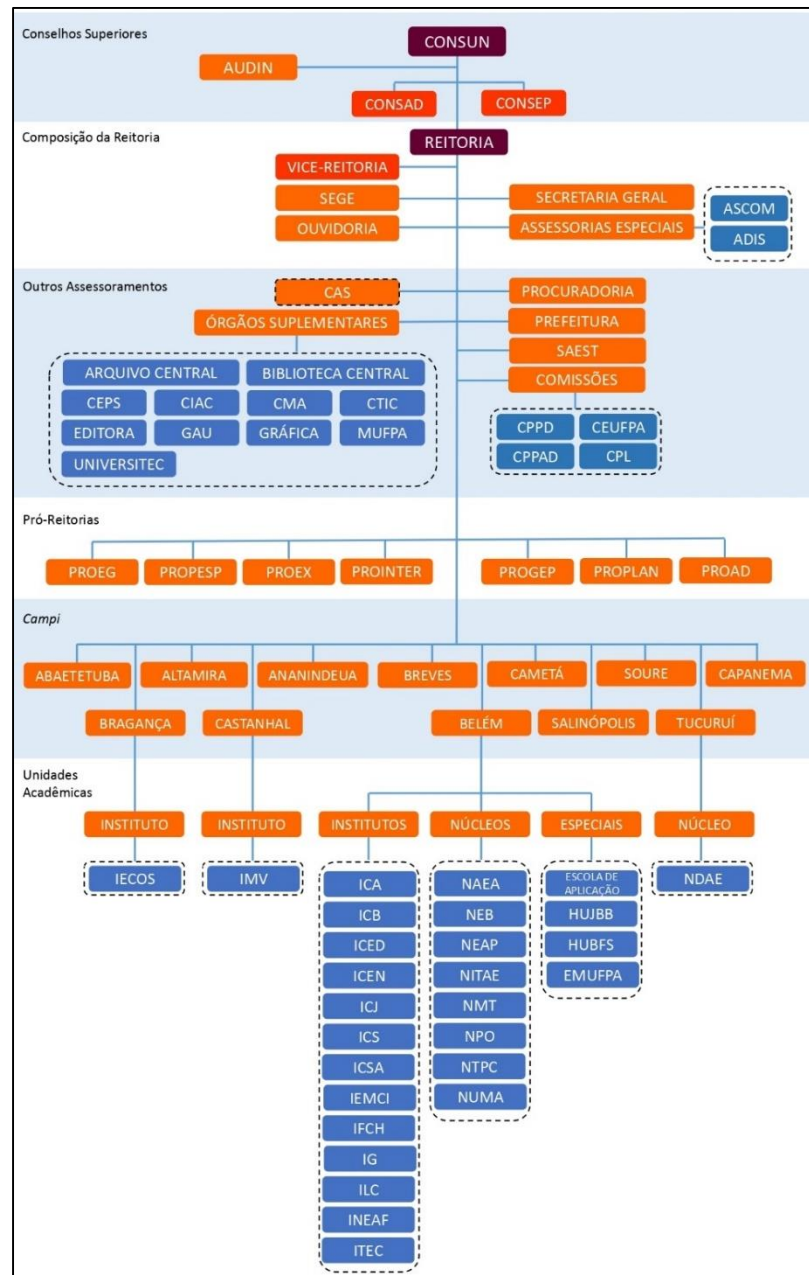 Conselhos Superiores
CONSUN
AUDIN
CONSAD CONSEP
Composição da Reitoria
REITORIA
VICE-REITORIA
SEGE SECRETARIA GERAL
OUVIDORIA ASSESSORIAS ESPECIAIS
ASCOM
ADIS
Outros Assessoramentos
CAS PROCURADORIA
ÓRGÃOS SUPLEMENTARES PREFEITURA
SAEST
COMISSÕES
ARQUIVO CENTRAL BIBLIOTECA CENTRAL
CEPS CIAC CMA CTIC
EDITORA GAU GRÁFICA MUFPA
UNIVERSITEC
CPPD CEUFPA
CPPAD CPL
Pró-Reitorias
PROEG PROPESP PROEX PROINTER PROGEP PROPLAN PROAD
Campi
ABAETETUBA ALTAMIRA ANANINDEUA BREVES CAMETÁ SOURE CAPANEMA
BRAGANÇA CASTANHAL BELÉM SALINÓPOLIS TUCURUÍ
Unidades
Acadêmicas
INSTITUTO INSTITUTO INSTITUTOS NÚCLEOS ESPECIAIS NÚCLEO
IECOS
IMV
ICA
ICB
ICED
ICEN
ICJ
ICS
ICSA
IEMCI
IFCH
IG
ILC
INEAF
ITEC
NAEA
NEB
NEAP
NITAE
NMT
NPO
NTPC
NUMA
ESCOLA DE
APLICAÇÃO
HUJBB
HUBFS
EMUFPA
NDAE